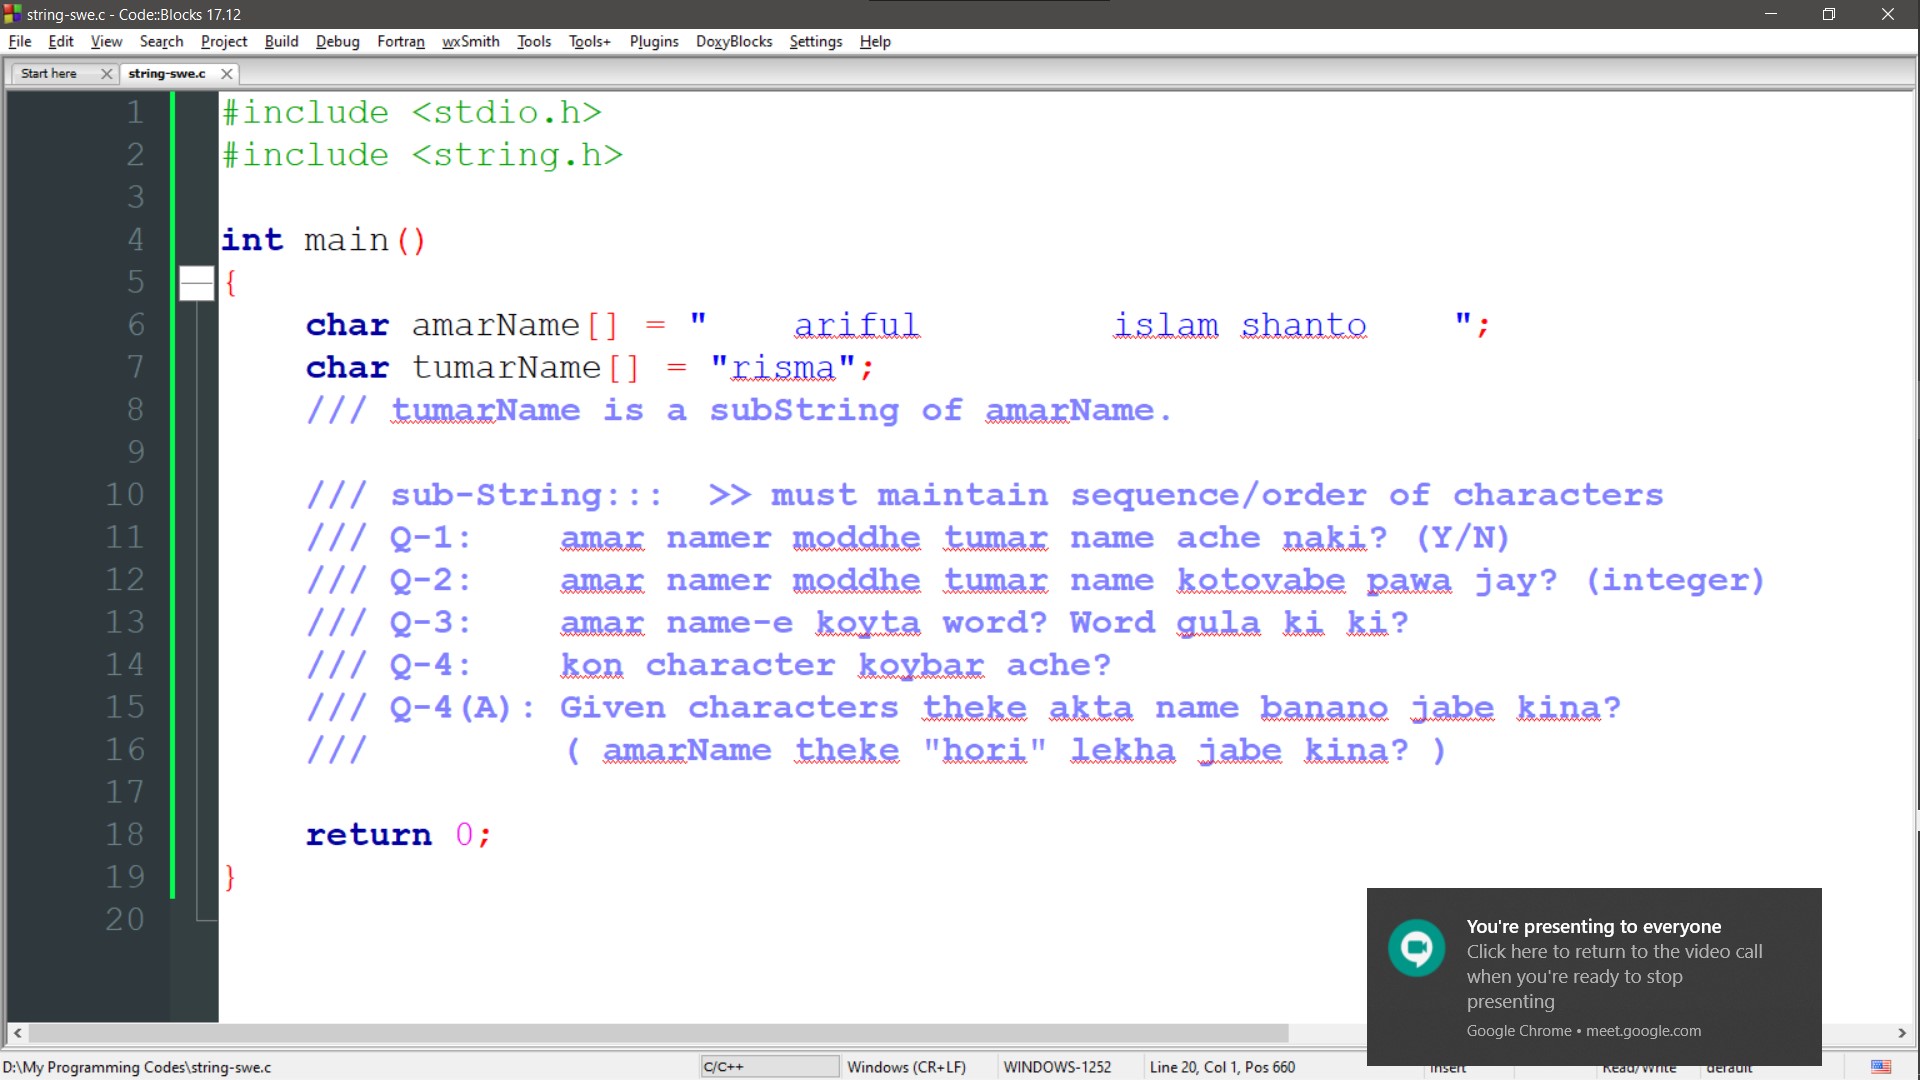 string-swe.c - Code::Blocks 17.12
File Edit View Search Project Build Debug Fortran wxSmith Tools Tools+ Plugins DoxyBlocks Settings Help
Start here string-swe.c
1 #include <stdio.h>
2 #include <string.h>
3
4 int main()
5 {
6 char amarName[] = "    ariful         islam shanto    ";
7 char tumarName[] = "risma";
8 /// tumarName is a subString of amarName.
9
10 /// sub-String:::  >> must maintain sequence/order of characters
11 /// Q-1:    amar namer moddhe tumar name ache naki? (Y/N)
12 /// Q-2:    amar namer moddhe tumar name kotovabe pawa jay? (integer)
13 /// Q-3:    amar name-e koyta word? Word gula ki ki?
14 /// Q-4:    kon character koybar ache?
15 /// Q-4(A): Given characters theke akta name banano jabe kina?
16 ///         ( amarName theke "hori" lekha jabe kina? )
17
18 return 0;
19 }
20
You're presenting to everyone
Click here to return to the video call
when you're ready to stop
presenting
Google Chrome • meet.google.com
D:\My Programming Codes\string-swe.c C/C++ Windows (CR+LF) WINDOWS-1252 Line 20, Col 1, Pos 660 Insert Read/Write default